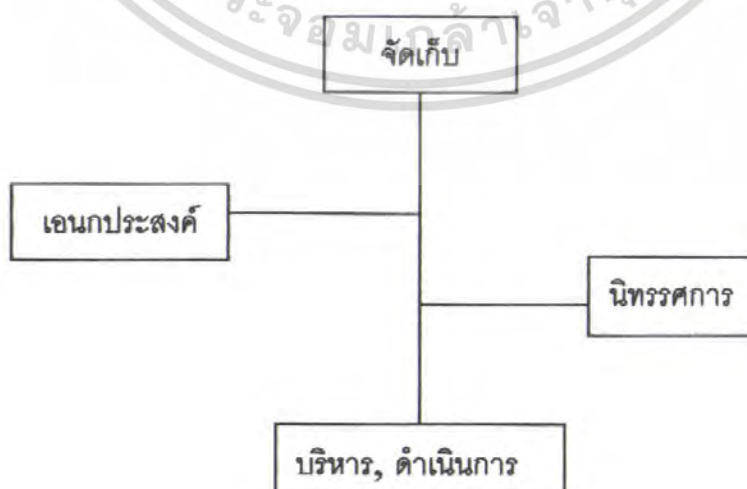 จัดเก็บ
เอนกประสงค์
นิทรรศการ
บริหาร, ดำเนินการ